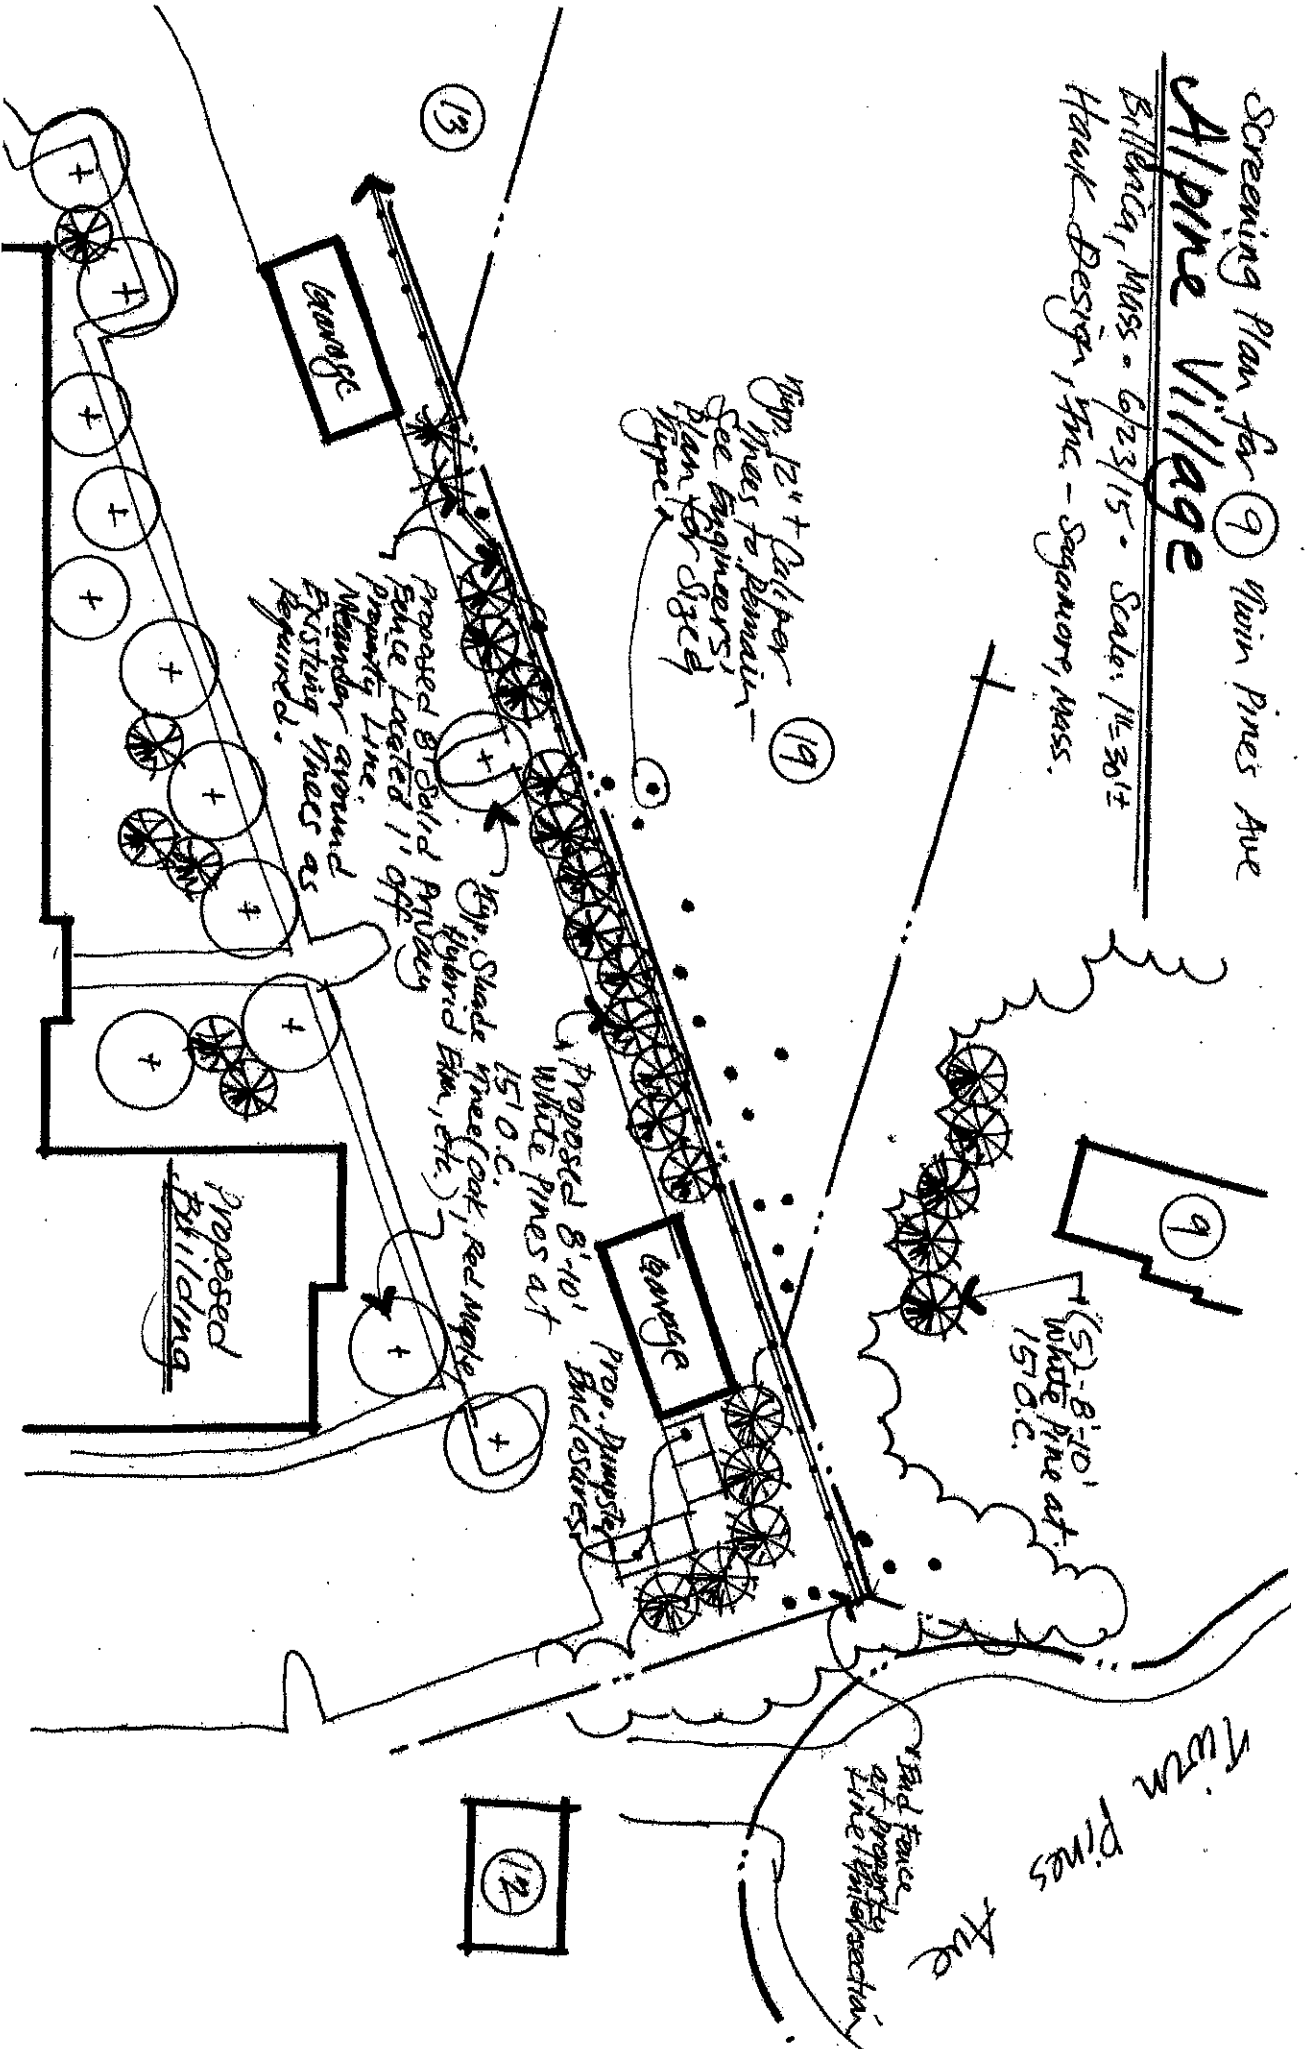 Screening Plan for 9 Twin Pines Ave
Alpine Village
Billerica, Mass • 6/23/15 • Scale: 1"=30'±
Hawk Design, Inc. - Sagamore, Mass.
13
Garage
Typ. 12"+ Caliper
Trees to Remain -
See Engineers'
Plan for Size &
Type.
19
9
(5) - 8'-10'
White Pine at
15' O.C.
Proposed 8' Solid Privacy
Fence Located 1' off
Property Line.
Meander around
Existing Trees as
Required.
Typ. Shade Tree (Oak, Red Maple,
Hybrid Elm, etc.)
Proposed 8'-10'
White Pines at
15' O.C.
Garage
Prop. Dumpster
Enclosures
Proposed
Building
End Fence
at Property
Line Intersection
Twin Pines Ave
12